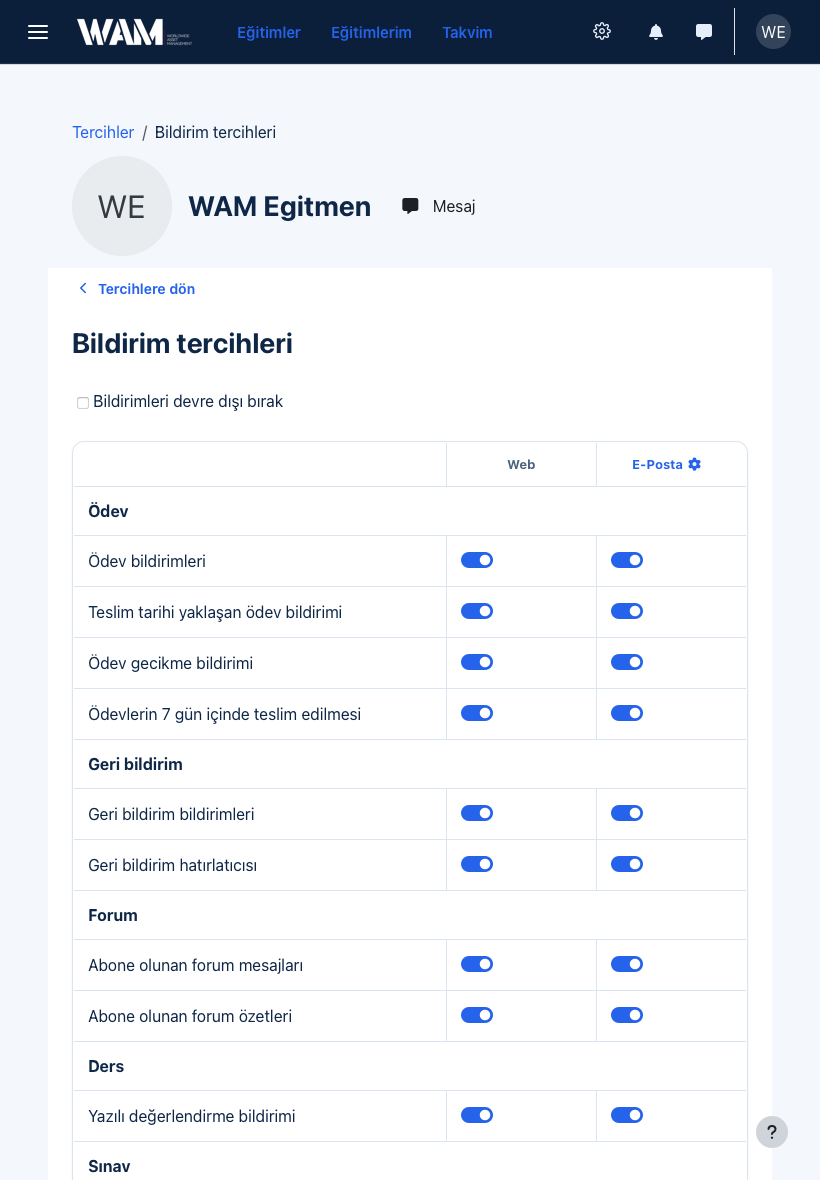 WAM WORLDWIDE
ASSET
MANAGEMENT
Eğitimler Eğitimlerim Takvim WE
Tercihler / Bildirim tercihleri
WE WAM Egitmen Mesaj
Tercihlere dön
Bildirim tercihleri
Bildirimleri devre dışı bırak
Web E-Posta
Ödev
Ödev bildirimleri
Teslim tarihi yaklaşan ödev bildirimi
Ödev gecikme bildirimi
Ödevlerin 7 gün içinde teslim edilmesi
Geri bildirim
Geri bildirim bildirimleri
Geri bildirim hatırlatıcısı
Forum
Abone olunan forum mesajları
Abone olunan forum özetleri
Ders
Yazılı değerlendirme bildirimi
?
Sınav